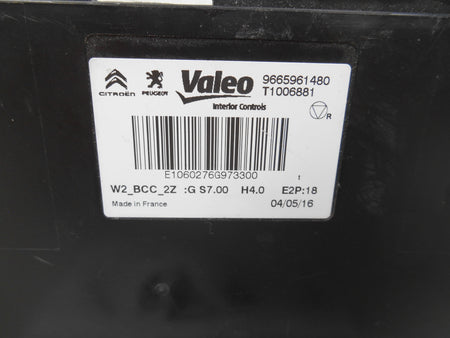 CITROËN PEUGEOT Valeo 9665961480
T1006881
Interior Controls
R
E1060276G973300
W2_BCC_2Z :G S7.00 H4.0 E2P:18
Made in France 04/05/16